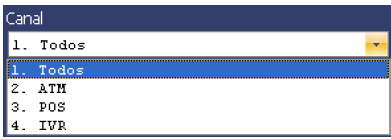 Canal
1. Todos
1. Todos
2. ATM
3. POS
4. IVR